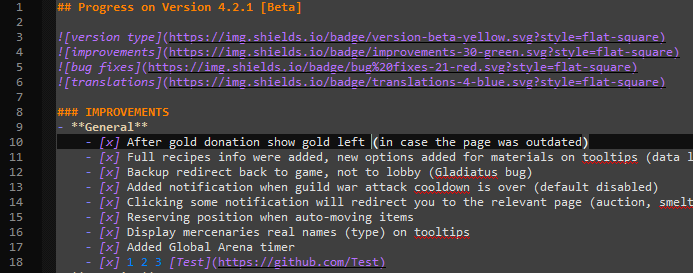 1 ## Progress on Version 4.2.1 [Beta]
2
3 ![version type](https://img.shields.io/badge/version-beta-yellow.svg?style=flat-square)
4 ![improvements](https://img.shields.io/badge/improvements-30-green.svg?style=flat-square)
5 ![bug fixes](https://img.shields.io/badge/bug%20fixes-21-red.svg?style=flat-square)
6 ![translations](https://img.shields.io/badge/translations-4-blue.svg?style=flat-square)
7
8 ### IMPROVEMENTS
9 - **General**
10 - [x] After gold donation show gold left (in case the page was outdated)
11 - [x] Full recipes info were added, new options added for materials on tooltips (data l
12 - [x] Backup redirect back to game, not to lobby (Gladiatus bug)
13 - [x] Added notification when guild war attack cooldown is over (default disabled)
14 - [x] Clicking some notification will redirect you to the relevant page (auction, smelt
15 - [x] Reserving position when auto-moving items
16 - [x] Display mercenaries real names (type) on tooltips
17 - [x] Added Global Arena timer
18 - [x] 1 2 3 [Test](https://github.com/Test)